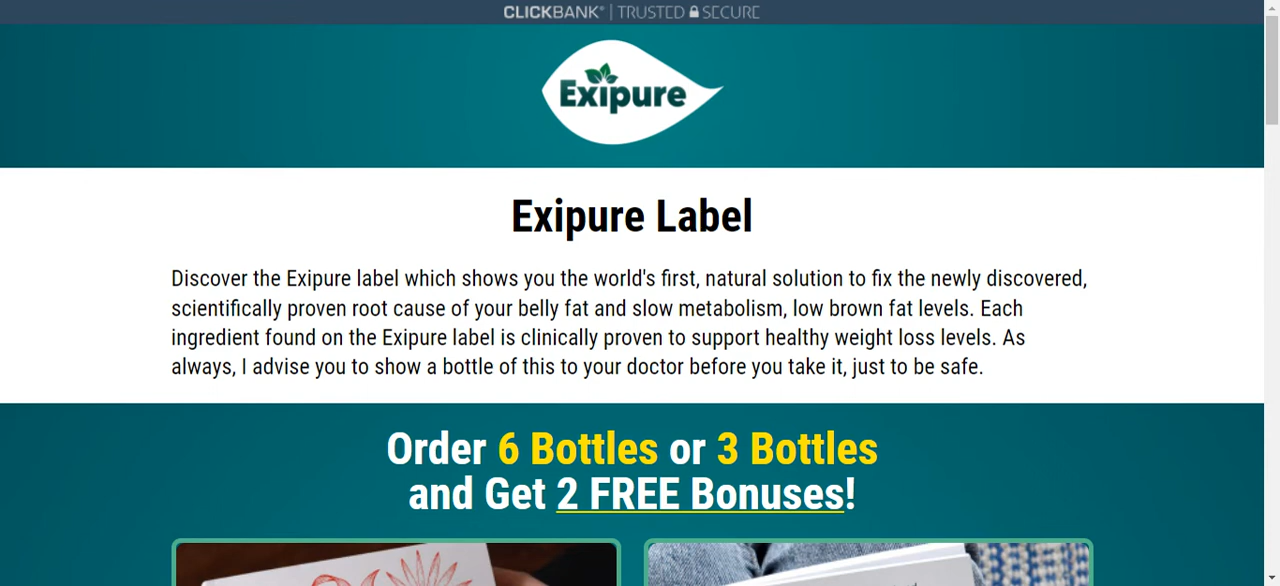 CLICKBANK® | TRUSTED SECURE
Exipure
Exipure Label
Discover the Exipure label which shows you the world's first, natural solution to fix the newly discovered,
scientifically proven root cause of your belly fat and slow metabolism, low brown fat levels. Each
ingredient found on the Exipure label is clinically proven to support healthy weight loss levels. As
always, I advise you to show a bottle of this to your doctor before you take it, just to be safe.
Order 6 Bottles or 3 Bottles
and Get 2 FREE Bonuses!